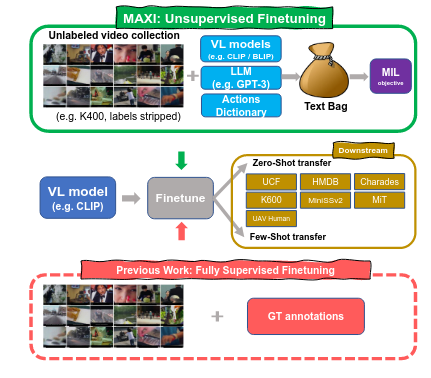 MAXI: Unsupervised Finetuning
Unlabeled video collection
(e.g. K400, labels stripped)
VL models
(e.g. CLIP / BLIP)
LLM
(e.g. GPT-3)
Actions
Dictionary
Text Bag
MIL
objective
VL model
(e.g. CLIP)
Finetune
Downstream
Zero-Shot transfer
UCF
HMDB
Charades
K600
MiniSSv2
MiT
UAV Human
Few-Shot transfer
Previous Work: Fully Supervised Finetuning
GT annotations